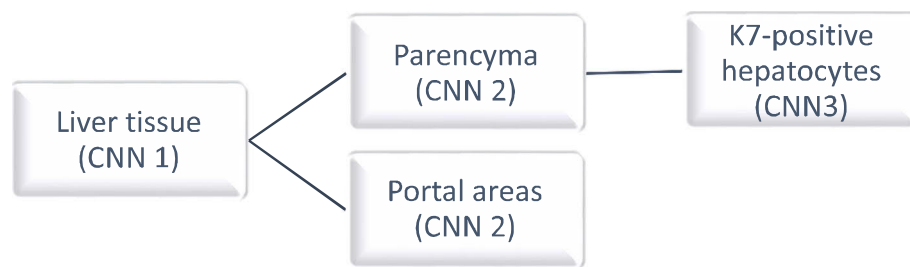 Liver tissue
(CNN 1)
Parencyma
(CNN 2)
Portal areas
(CNN 2)
K7-positive
hepatocytes
(CNN3)